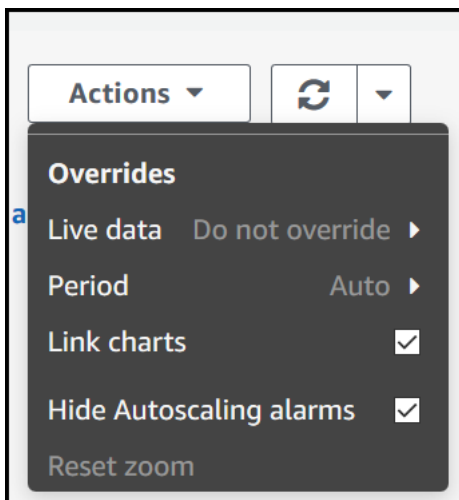 Actions
Overrides
Live data Do not override
Period Auto
Link charts
Hide Autoscaling alarms
Reset zoom
a